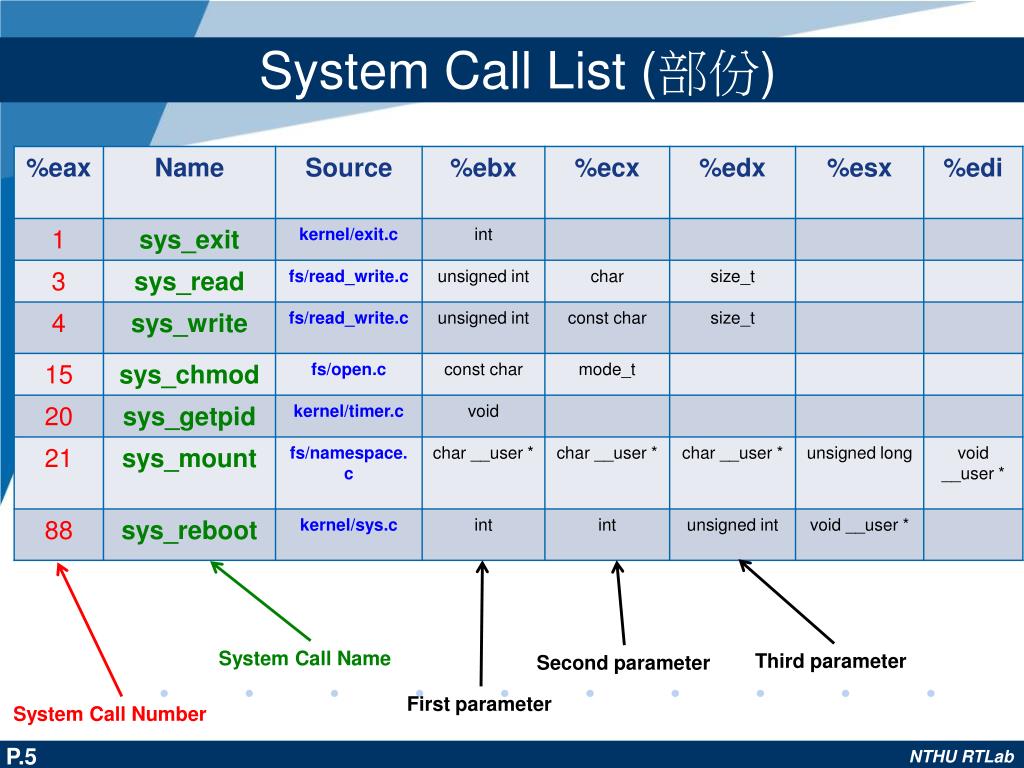 System Call List (部份)
%eax Name Source %ebx %ecx %edx %esx %edi
1 sys_exit kernel/exit.c int
3 sys_read fs/read_write.c unsigned int char size_t
4 sys_write fs/read_write.c unsigned int const char size_t
15 sys_chmod fs/open.c const char mode_t
20 sys_getpid kernel/timer.c void
21 sys_mount fs/namespace. char __user * char __user * char __user * unsigned long void
c __user *
88 sys_reboot kernel/sys.c int int unsigned int void __user *
System Call Name
Second parameter
Third parameter
First parameter
System Call Number
P.5
NTHU RTLab